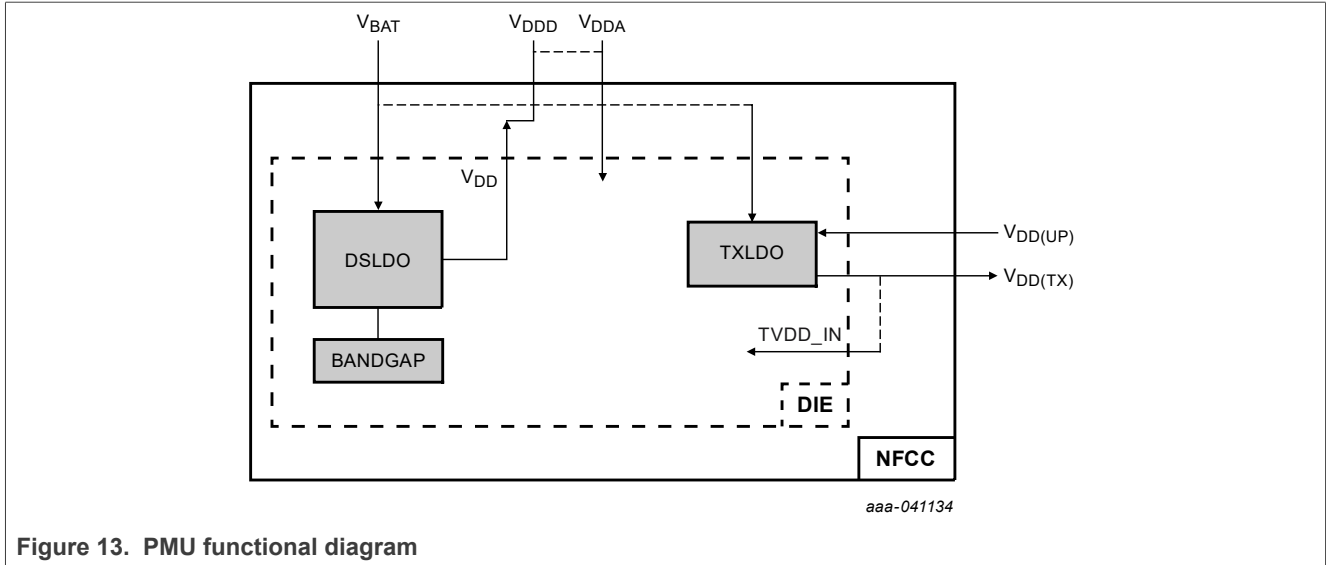 VBAT
VDDD
VDDA
VDD
DSLDO
TXLDO
VDD(UP)
VDD(TX)
TVDD_IN
BANDGAP
DIE
NFCC
aaa-041134
Figure 13. PMU functional diagram